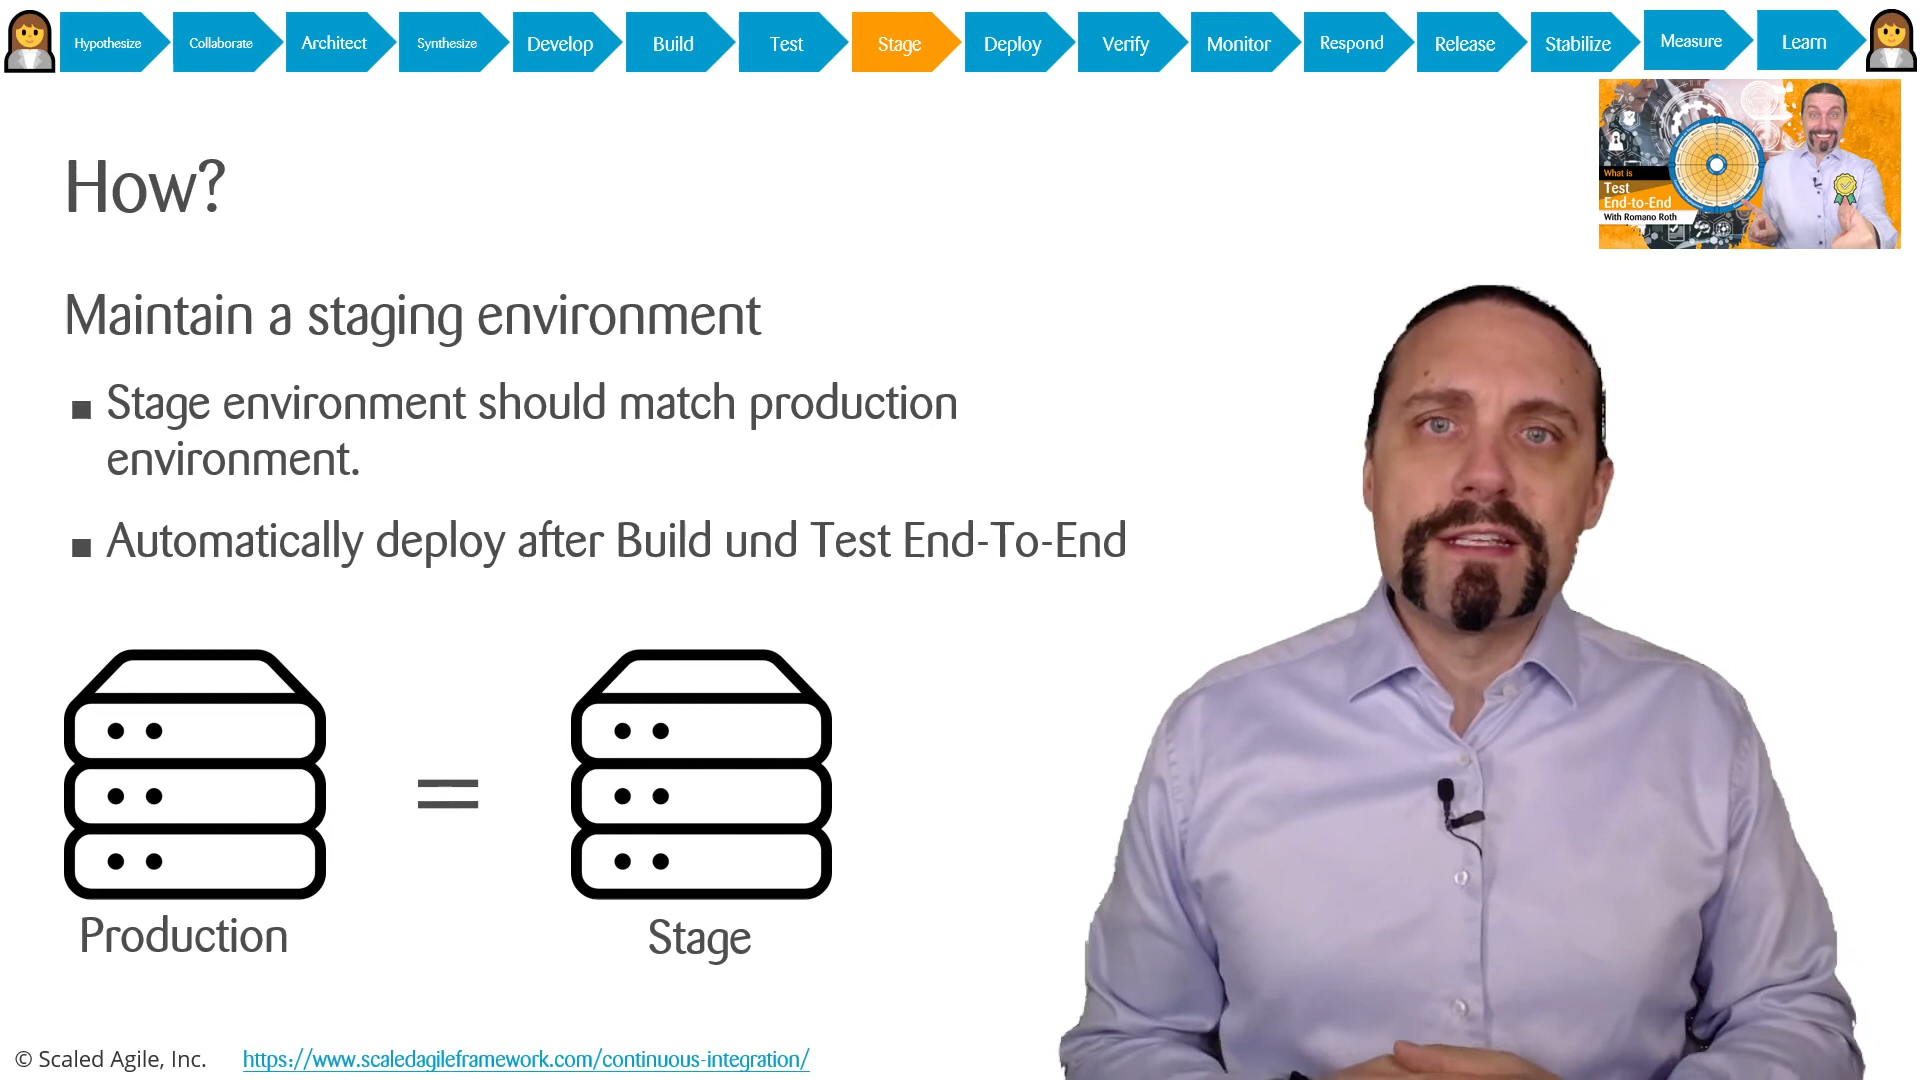 Hypothesize
Collaborate
Architect
Synthesize
Develop
Build
Test
Stage
Deploy
Verify
Monitor
Respond
Release
Stabilize
Measure
Learn
What is
Test
End-to-End
With Romano Roth
How?
Maintain a staging environment
Stage environment should match production
environment.
Automatically deploy after Build und Test End-To-End
=
Production
Stage
© Scaled Agile, Inc.
https://www.scaledagileframework.com/continuous-integration/